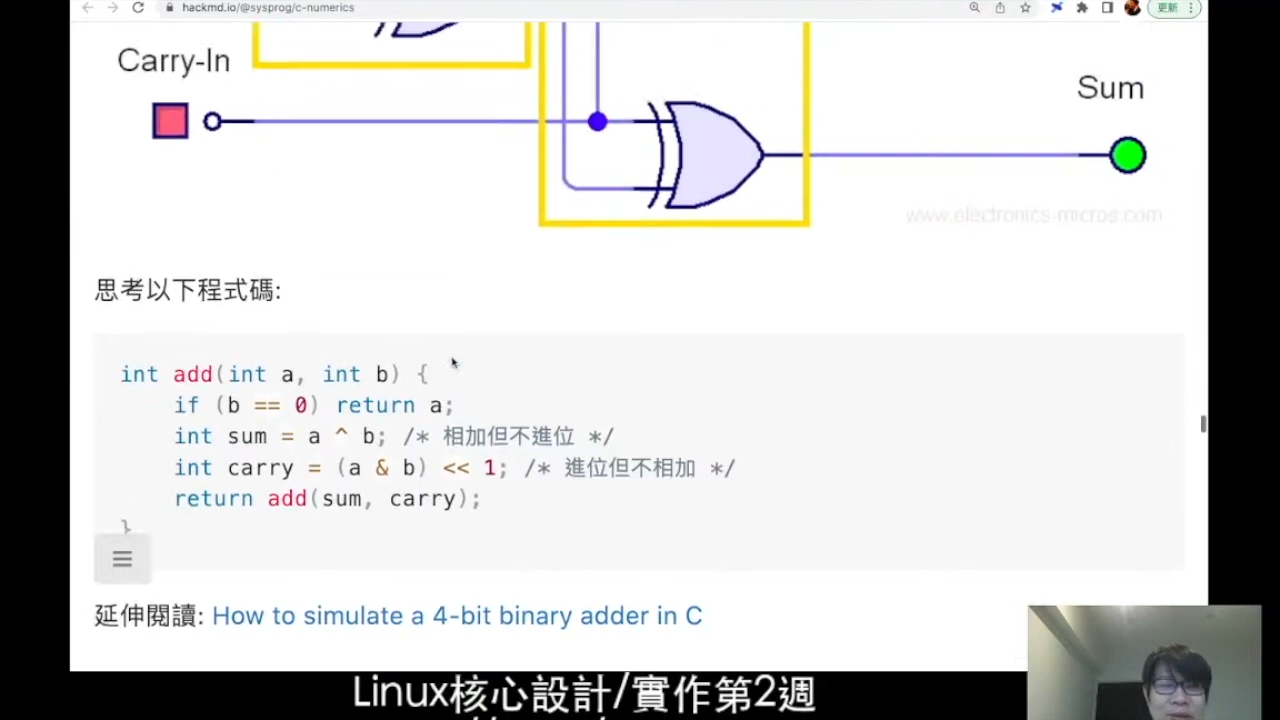 hackmd.io/@sysprog/c-numerics
更新
Carry-In
Sum
www.electronics-micros.com
思考以下程式碼:
int add(int a, int b) {
if (b == 0) return a;
int sum = a ^ b; /* 相加但不進位 */
int carry = (a & b) << 1; /* 進位但不相加 */
return add(sum, carry);
}
延伸閱讀: How to simulate a 4-bit binary adder in C
Linux核心設計/實作第2週